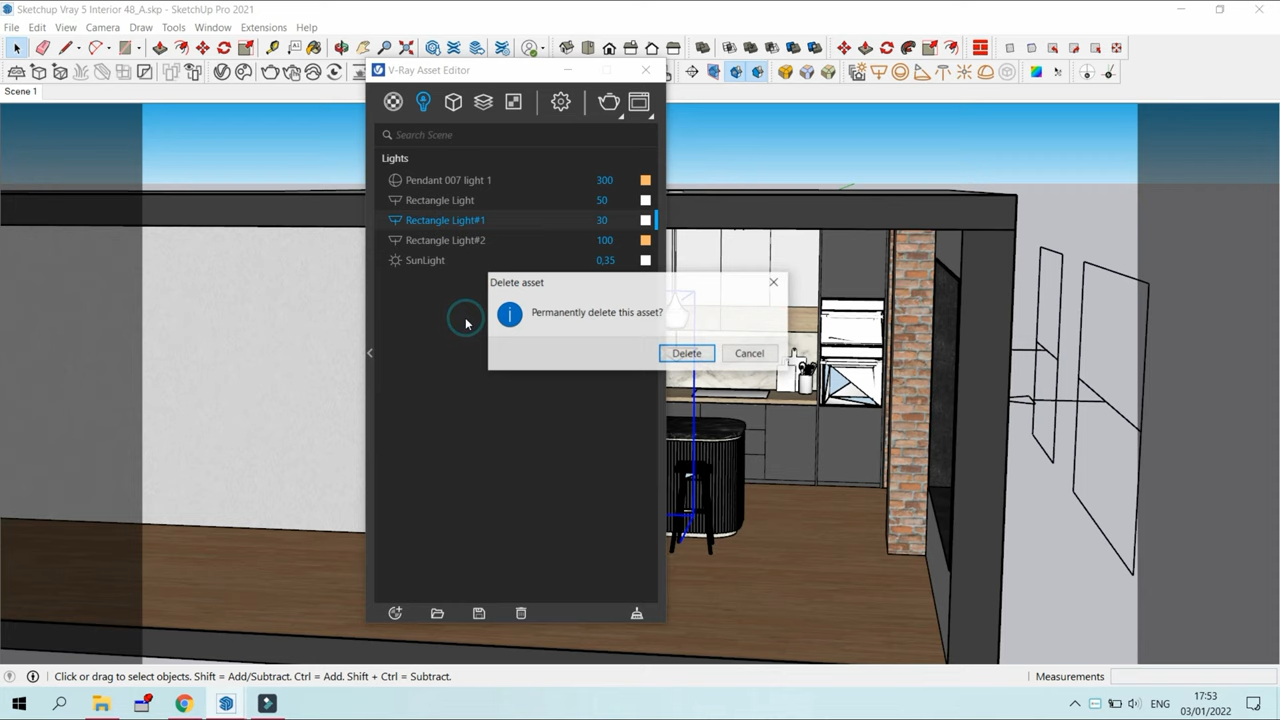 Sketchup Vray 5 Interior 48_A.skp - SketchUp Pro 2021
File Edit View Camera Draw Tools Window Extensions Help
Scene 1
V-Ray Asset Editor
Search Scene
Lights
Pendant 007 light 1 300
Rectangle Light 50
Rectangle Light#1 30
Rectangle Light#2 100
SunLight 0,35
Delete asset
Permanently delete this asset?
Delete Cancel
Click or drag to select objects. Shift = Add/Subtract. Ctrl = Add. Shift + Ctrl = Subtract. Measurements
ENG
17:53
03/01/2022